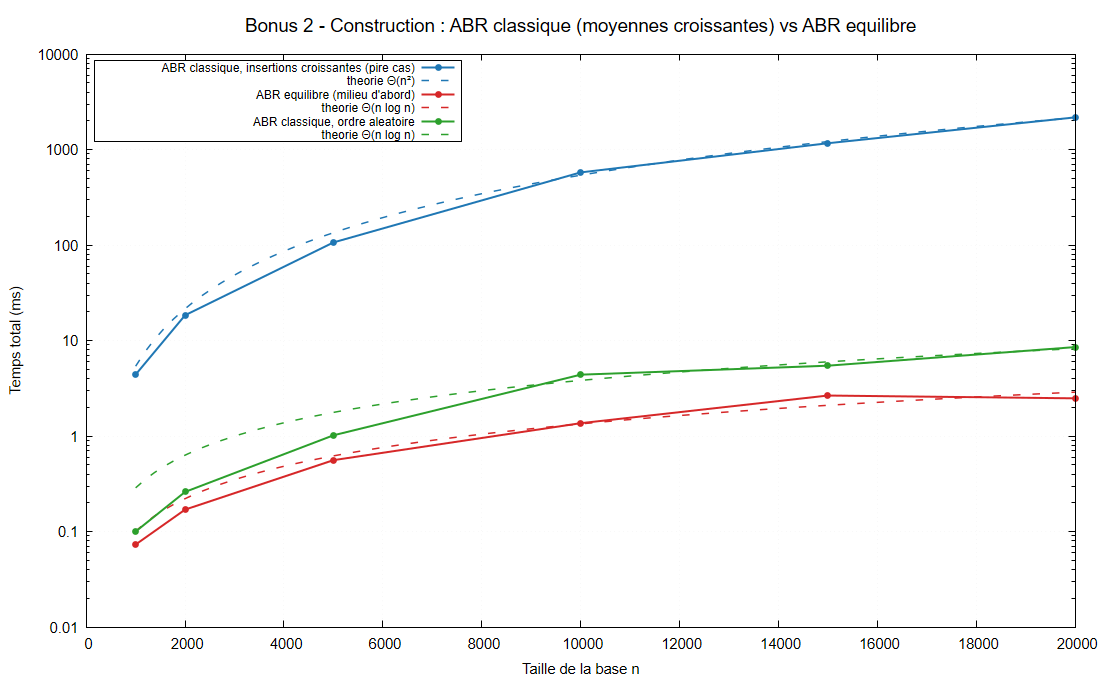 Bonus 2 - Construction : ABR classique (moyennes croissantes) vs ABR equilibre
10000
1000
100
10
1
0.1
0.01
ABR classique, insertions croissantes (pire cas)
theorie Θ(n²)
ABR equilibre (milieu d'abord)
theorie Θ(n log n)
ABR classique, ordre aleatoire
theorie Θ(n log n)
Temps total (ms)
0 2000 4000 6000 8000 10000 12000 14000 16000 18000 20000
Taille de la base n